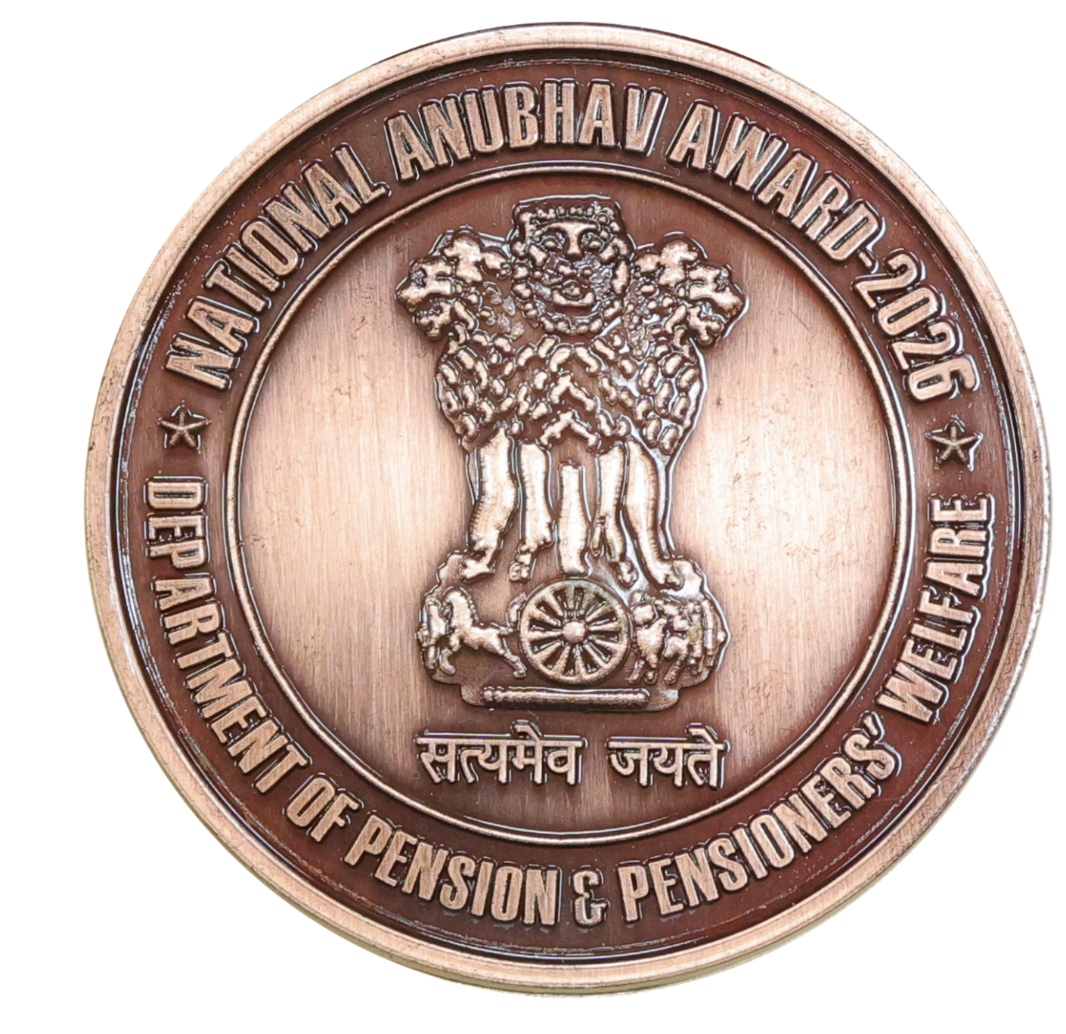 NATIONAL ANUBHAV AWARD-2026
सत्यमेव जयते
DEPARTMENT OF PENSION & PENSIONERS' WELFARE